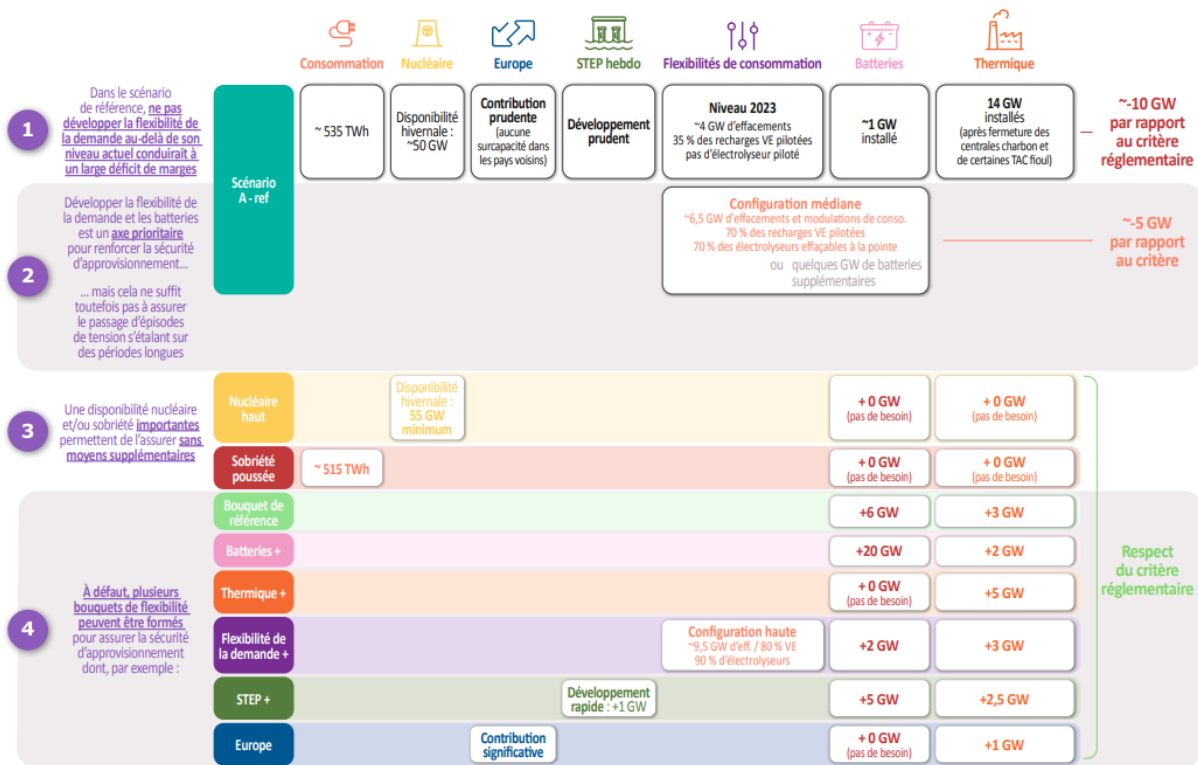 Consommation
Nucléaire
Europe
STEP hebdo
Flexibilités de consommation
Batteries
Thermique
1
Dans le scénario
de référence, ne pas
développer la flexibilité de
la demande au-delà de son
niveau actuel conduirait à
un large déficit de marges
Scénario
A - ref
~ 535 TWh
Disponibilité
hivernale :
~50 GW
Contribution
prudente
(aucune
surcapacité dans
les pays voisins)
Développement
prudent
Niveau 2023
~4 GW d'effacements
35 % des recharges VE pilotées
pas d'électrolyseur piloté
~1 GW
installé
14 GW
installés
(après fermeture des
centrales charbon et
de certaines TAC fioul)
~-10 GW
par rapport
au critère
réglementaire
2
Développer la flexibilité de
la demande et les batteries
est un axe prioritaire
pour renforcer la sécurité
d'approvisionnement...
... mais cela ne suffit
toutefois pas à assurer
le passage d'épisodes
de tension s'étalant sur
des périodes longues
Configuration médiane
~6,5 GW d'effacements et modulations de conso.
70 % des recharges VE pilotées
70 % des électrolyseurs effaçables à la pointe
ou quelques GW de batteries
supplémentaires
~-5 GW
par rapport
au critère
3
Une disponibilité nucléaire
et/ou sobriété importantes
permettent de l'assurer sans
moyens supplémentaires
Nucléaire
haut
Disponibilité
hivernale :
55 GW
minimum
+ 0 GW
(pas de besoin)
+ 0 GW
(pas de besoin)
Sobriété
poussée
~ 515 TWh
+ 0 GW
(pas de besoin)
+ 0 GW
(pas de besoin)
4
À défaut, plusieurs
bouquets de flexibilité
peuvent être formés
pour assurer la sécurité
d'approvisionnement
dont, par exemple :
Bouquet de
référence
+6 GW
+3 GW
Batteries +
+20 GW
+2 GW
Thermique +
+ 0 GW
(pas de besoin)
+5 GW
Flexibilité de
la demande +
Configuration haute
~9,5 GW d'eff. / 80 % VE
90 % d'électrolyseurs
+2 GW
+3 GW
STEP +
Développement
rapide : +1 GW
+5 GW
+2,5 GW
Europe
Contribution
significative
+ 0 GW
(pas de besoin)
+1 GW
Respect
du critère
réglementaire